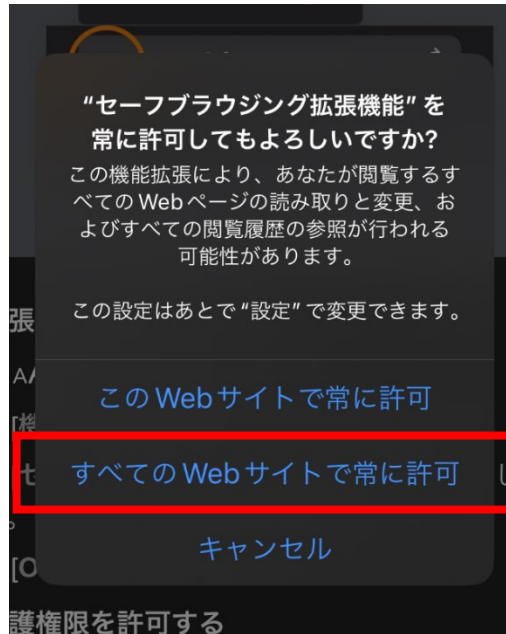 “セーフブラウジング拡張機能” を
常に許可してもよろしいですか?
この機能拡張により、あなたが閲覧するす
べての Web ページの読み取りと変更、お
よびすべての閲覧履歴の参照が行われる
可能性があります。
この設定はあとで “設定” で変更できます。
張
このWebサイトで常に許可
[機
すべてのWebサイトで常に許可
キャンセル
[O
護権限を許可する